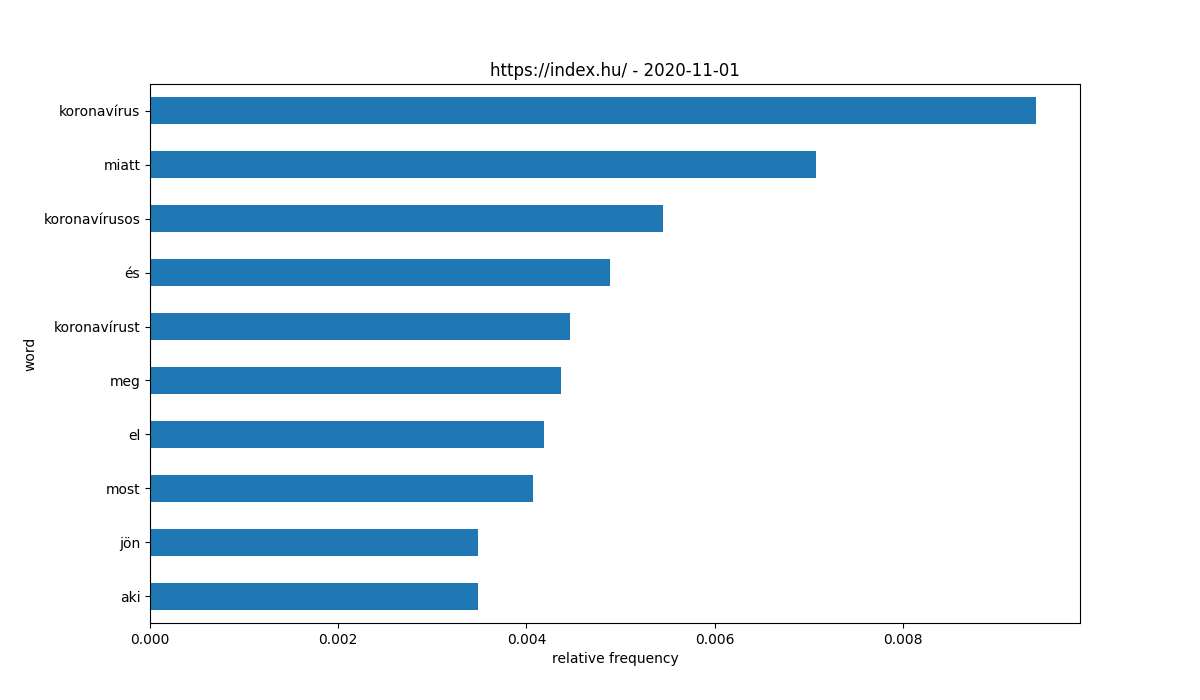 https://index.hu/ - 2020-11-01
koronavírus
miatt
koronavírusos
és
koronavírust
meg
el
most
jön
aki
word
0.000 0.002 0.004 0.006 0.008
relative frequency